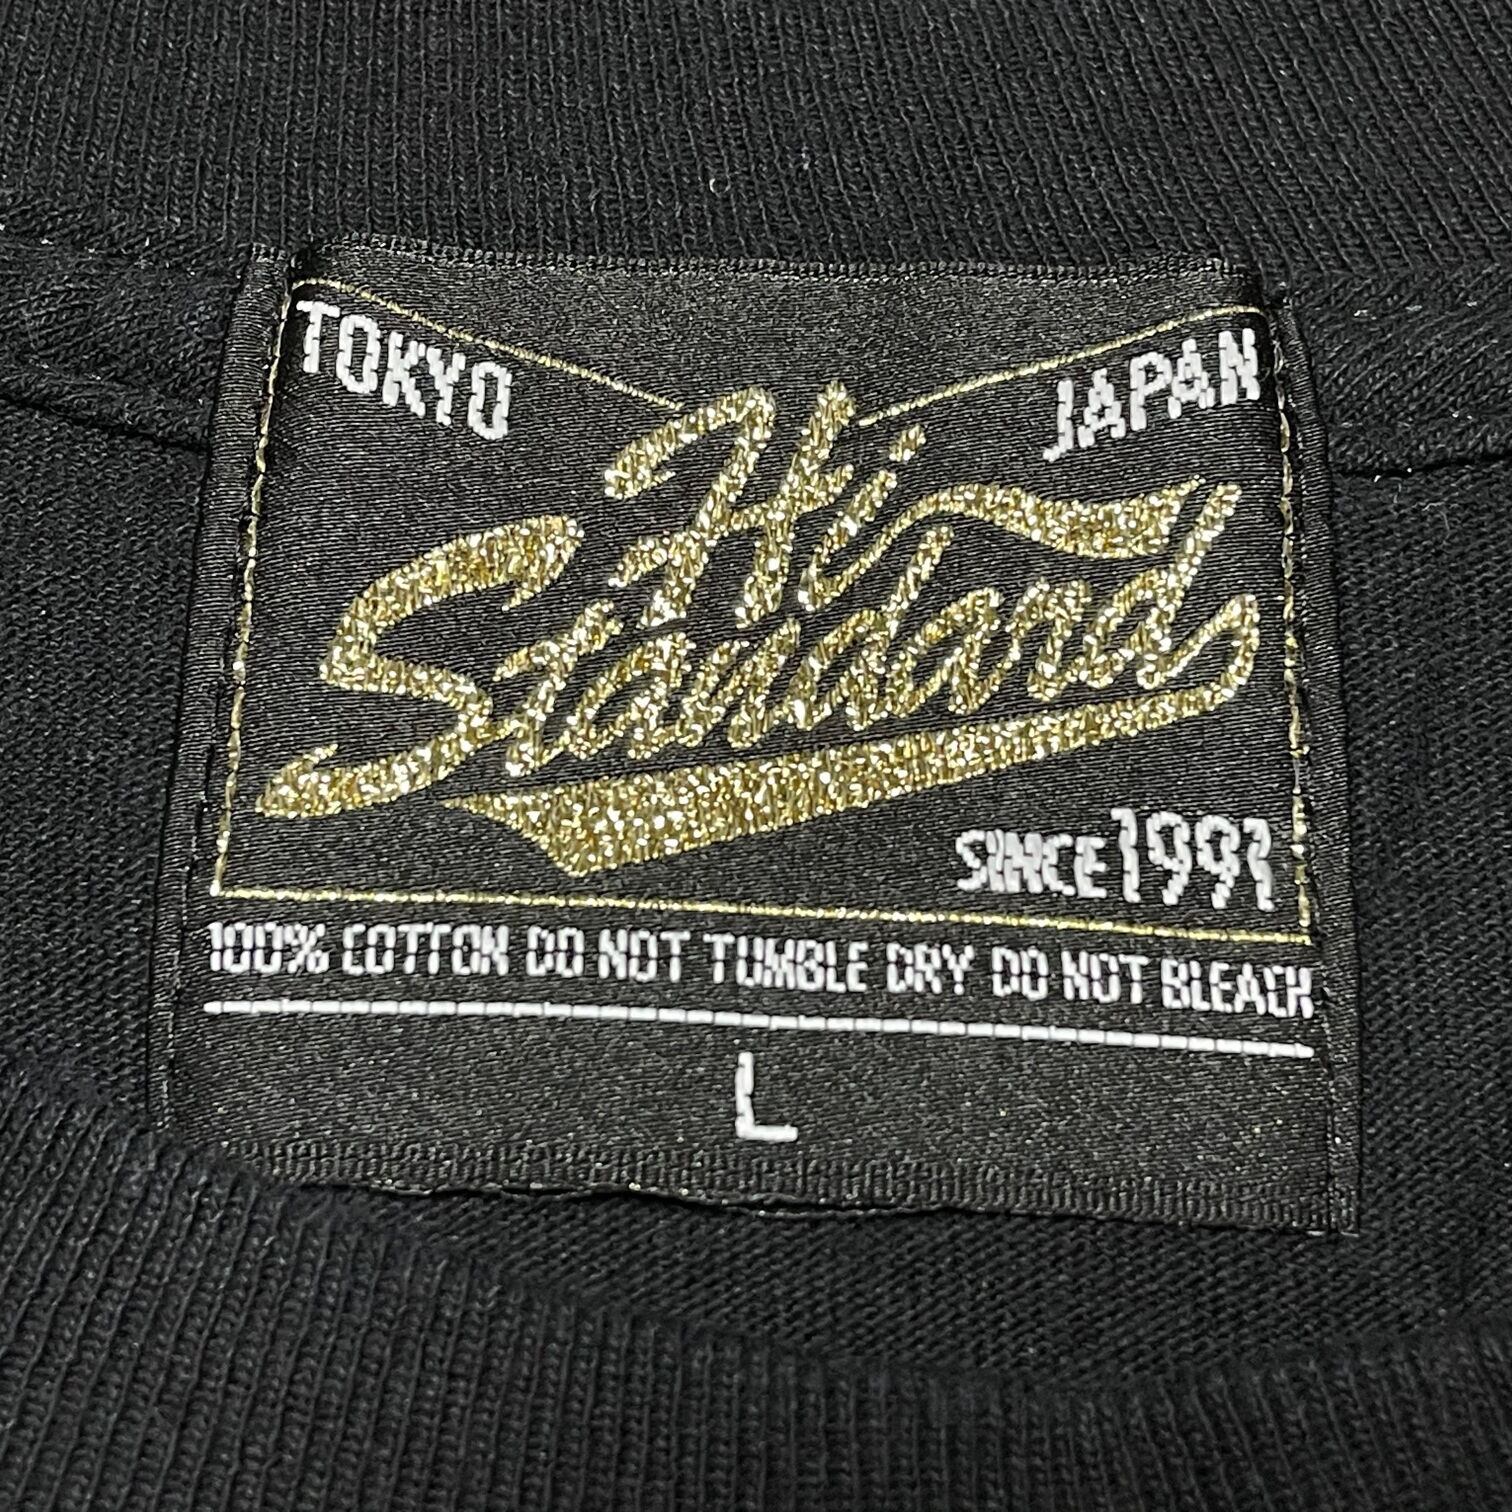 TOKYO
JAPAN
Hi
Standard
SINCE 1991
100% COTTON DO NOT TUMBLE DRY DO NOT BLEACH
L